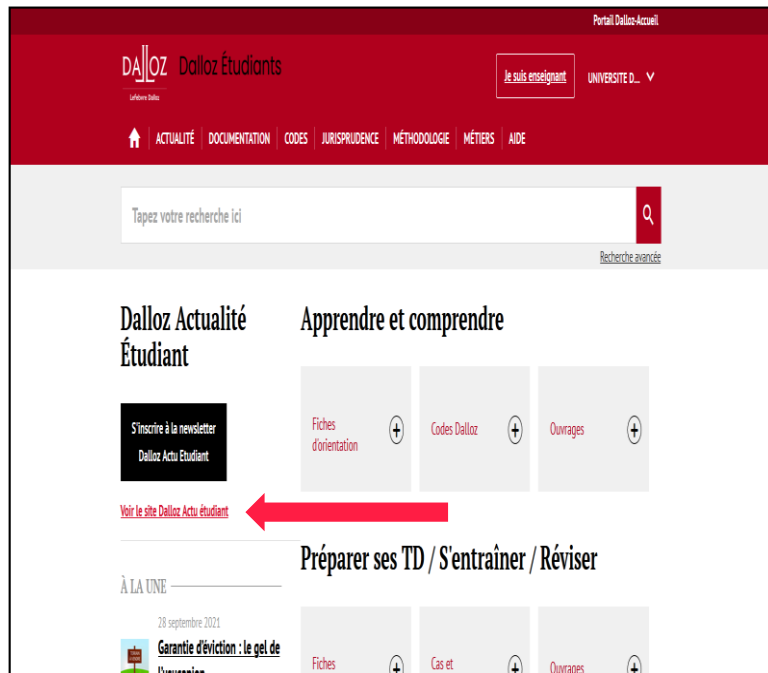 Portail Dalloz-Accueil
DALLOZ Dalloz Étudiants
Lefebvre Dalloz
Je suis enseignant
UNIVERSITE D...
ACTUALITÉ DOCUMENTATION CODES JURISPRUDENCE MÉTHODOLOGIE MÉTIERS AIDE
Tapez votre recherche ici
Recherche avancée
Dalloz Actualité
Étudiant
S'inscrire à la newsletter
Dalloz Actu Etudiant
Voir le site Dalloz Actu étudiant
À LA UNE
28 septembre 2021
Garantie d'éviction : le gel de
Apprendre et comprendre
Fiches
d'orientation
Codes Dalloz
Ouvrages
Préparer ses TD / S'entraîner / Réviser
Fiches
Cas et
Ouvrages